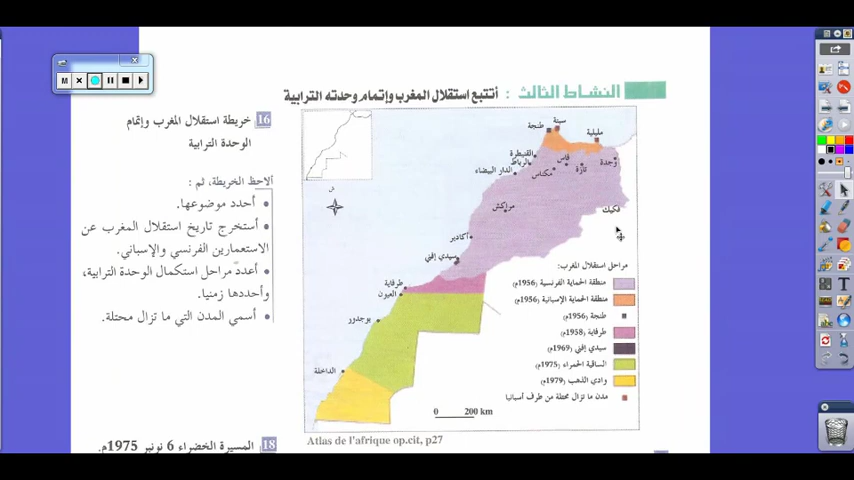 النشاط الثالث : أتتبع استقلال المغرب وإتمام وحدته الترابية
16 خريطة استقلال المغرب وإتمام
الوحدة الترابية
ألاحظ الخريطة، ثم :
• أحدد موضوعها.
• أستخرج تاريخ استقلال المغرب عن
الاستعمارين الفرنسي والإسباني.
• أعدد مراحل استكمال الوحدة الترابية،
وأحددها زمنيا.
• أسمي المدن التي ما تزال محتلة.
سبتة
طنجة
مليلية
القنيطرة
الرباط
فاس
وجدة
تازة
مكناس
الدار البيضاء
مراكش
فكيك
أكادير
سيدي إفني
طرفاية
العيون
بوجدور
الداخلة
مراحل استقلال المغرب:
منطقة الحماية الفرنسية (1956م)
منطقة الحماية الإسبانية (1956م)
طنجة (1956م)
طرفاية (1958م)
سيدي إفني (1969م)
الساقية الحمراء (1975م)
وادي الذهب (1979م)
مدن ما تزال محتلة من طرف أسبانيا
0 200 km
Atlas de l'afrique op.cit, p27
18 المسيرة الخضراء 6 نونبر 1975م.